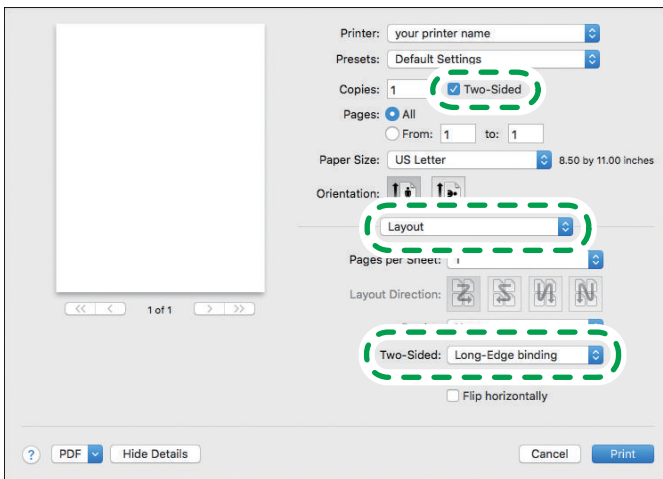 Printer: your printer name
Presets: Default Settings
Copies: 1 Two-Sided
Pages: All
From: 1 to: 1
Paper Size: US Letter 8.50 by 11.00 inches
Orientation:
Layout
Pages per Sheet: 1
Layout Direction:
Two-Sided: Long-Edge binding
Flip horizontally
<< < 1 of 1 > >>
? PDF Hide Details Cancel Print